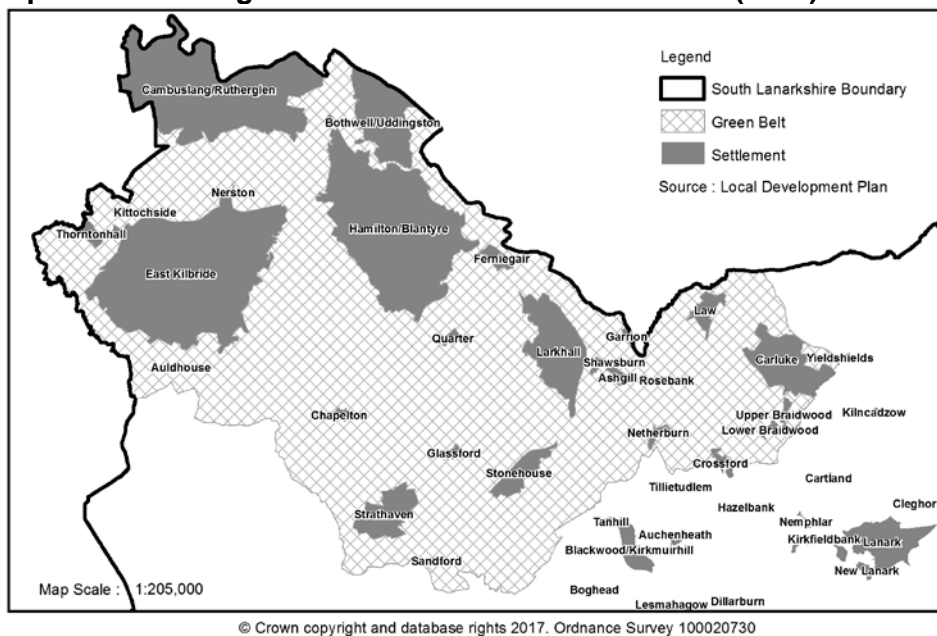 Legend
South Lanarkshire Boundary
Green Belt
Settlement
Source : Local Development Plan
Cambuslang/Rutherglen
Bothwell/Uddingston
Nerston
Kittochside
Thorntonhall
Hamilton/Blantyre
Ferniegair
East Kilbride
Law
Garrion
Quarter
Larkhall
Shawsburn
Carluke
Yieldshields
Auldhouse
Ashgill
Rosebank
Chapelton
Upper Braidwood
Kilncadzow
Netherburn
Lower Braidwood
Glassford
Stonehouse
Crossford
Cartland
Tillietudlem
Strathaven
Hazelbank
Cleghor
Tanhill
Nemphlar
Auchenheath
Kirkfieldbank
Lanark
Blackwood/Kirkmuirhill
Sandford
New Lanark
Map Scale : 1:205,000
Boghead
Lesmahagow
Dillarburn
© Crown copyright and database rights 2017. Ordnance Survey 100020730